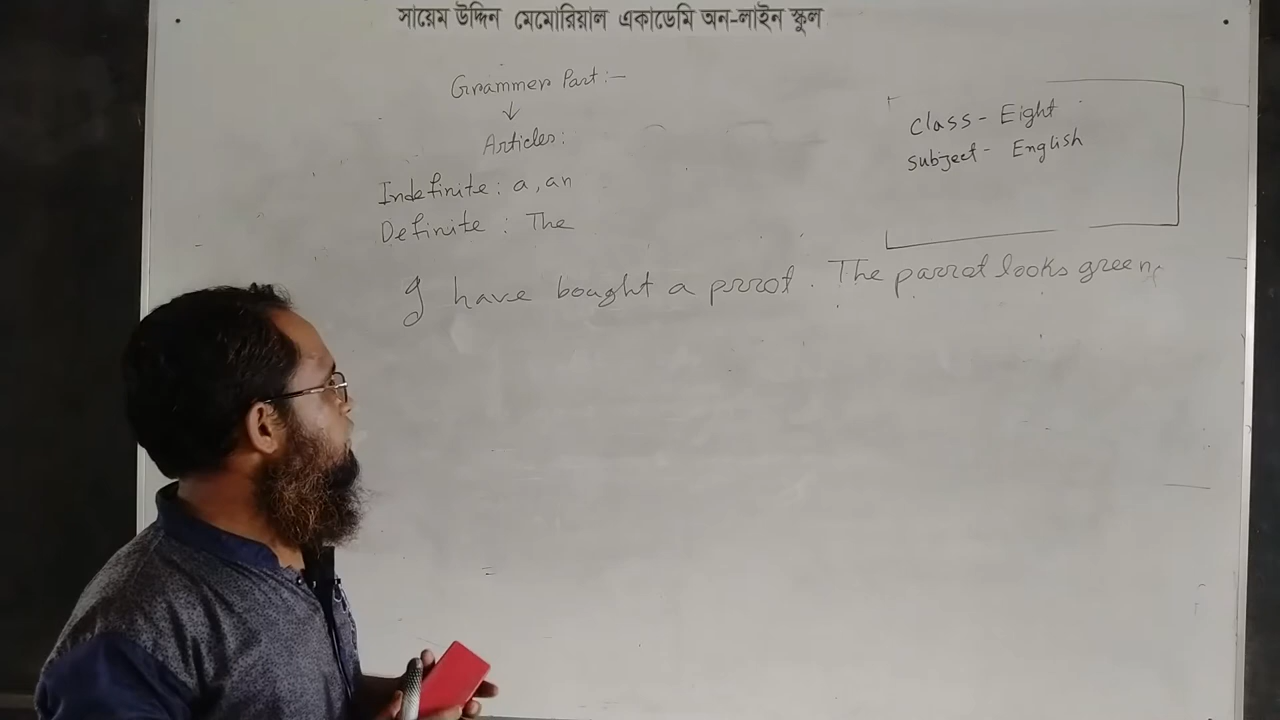 সায়েম উদ্দিন মেমোরিয়াল একাডেমি অন-লাইন স্কুল
Grammer Part:-
↓
Articles:
Class - Eight
Subject - English
Indefinite: a, an
Definite : The
I have bought a prrot. The parrot looks green.